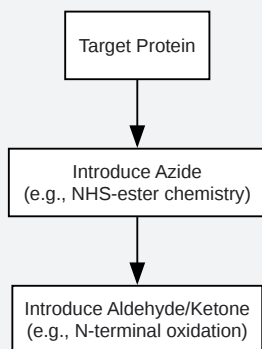 Target Protein
Introduce Azide
(e.g., NHS-ester chemistry)
Introduce Aldehyde/Ketone
(e.g., N-terminal oxidation)